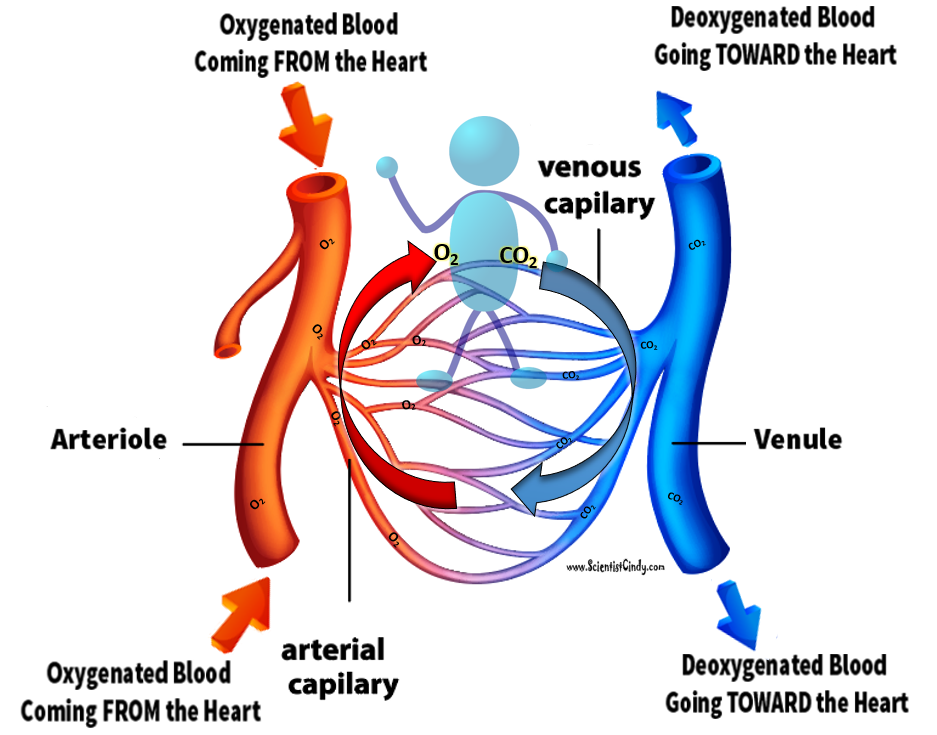 Oxygenated Blood
Coming FROM the Heart
Deoxygenated Blood
Going TOWARD the Heart
venous
capilary
O₂
CO₂
O₂
CO₂
O₂
O₂
O₂
CO₂
CO₂
O₂
O₂
CO₂
Arteriole
Venule
O₂
CO₂
CO₂
O₂
www.ScientistCindy.com
arterial
capilary
Oxygenated Blood
Coming FROM the Heart
Deoxygenated Blood
Going TOWARD the Heart